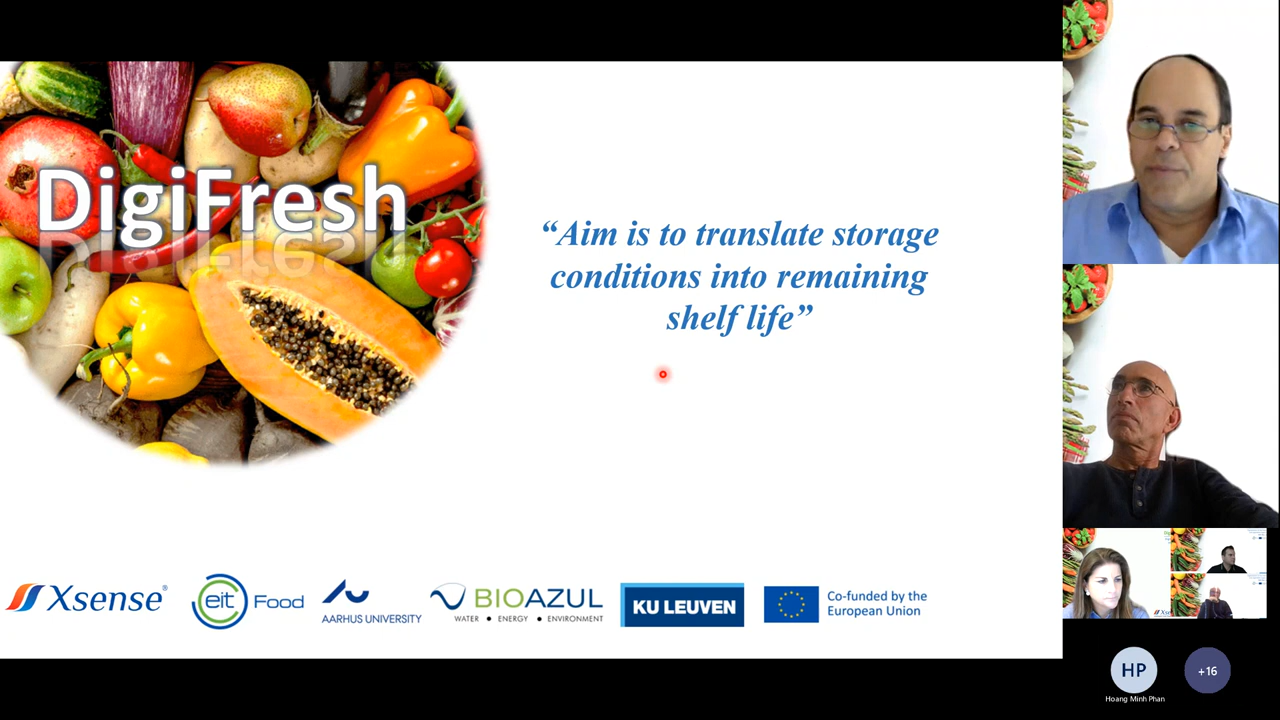 DigiFresh
“Aim is to translate storage
conditions into remaining
shelf life”
Xsense®
eit Food
AARHUS UNIVERSITY
BIOAZUL
WATER • ENERGY • ENVIRONMENT
KU LEUVEN
Co-funded by the
European Union
HP
+16
Hoang Minh Phan